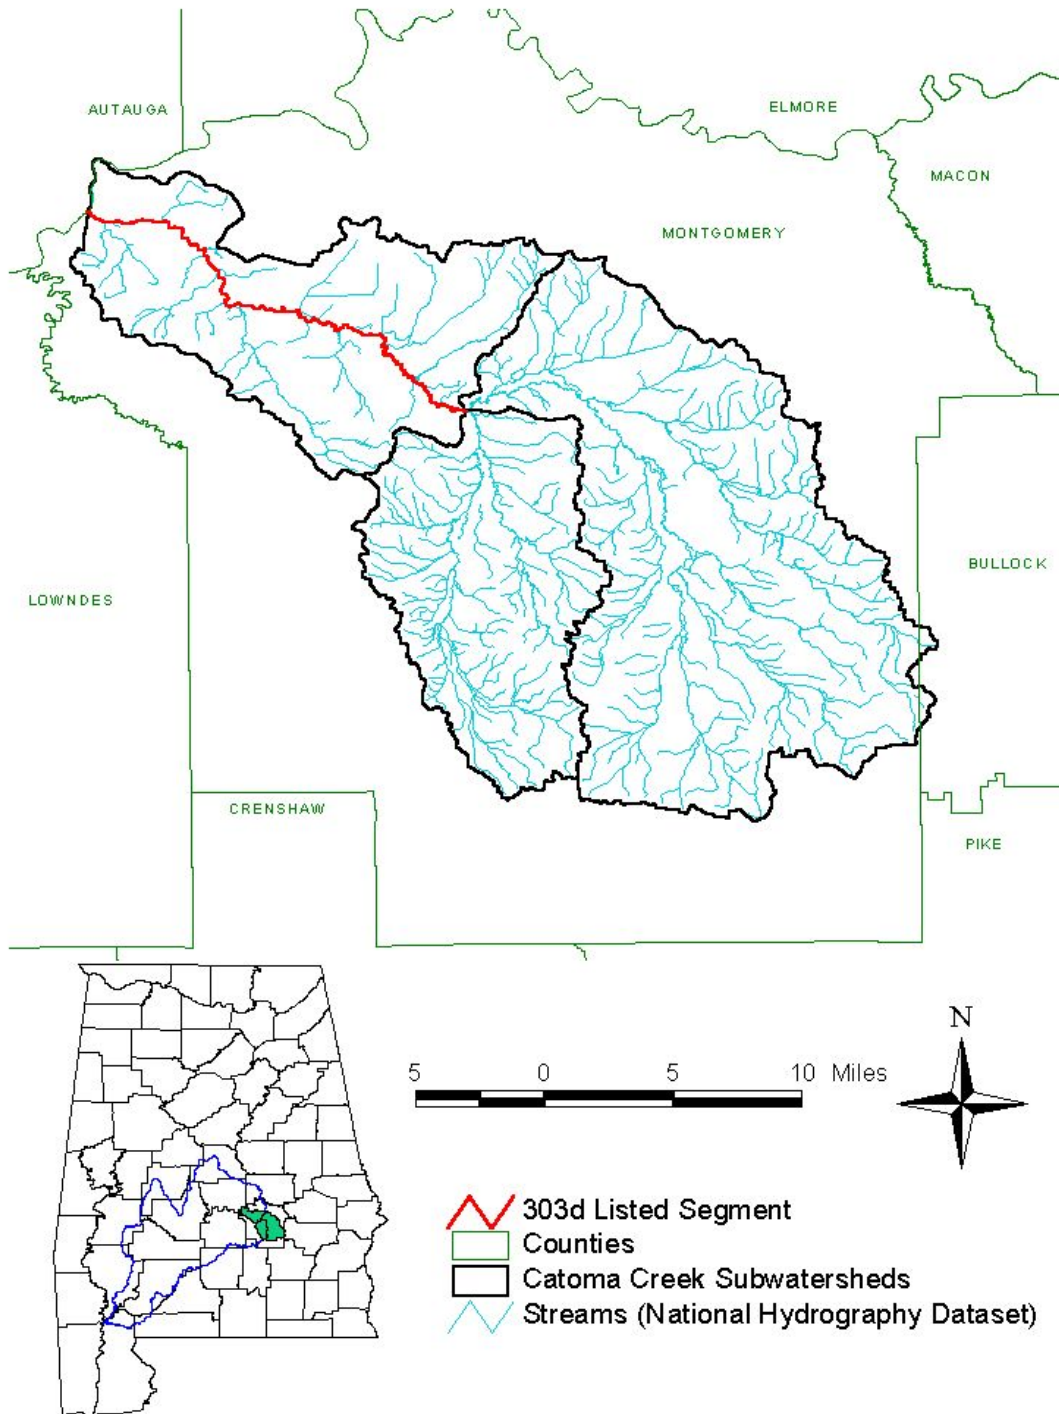 AUTAUGA
ELMORE
MACON
MONTGOMERY
BULLOCK
LOWNDES
CRENSHAW
PIKE
N
5 0 5 10 Miles
303d Listed Segment
Counties
Catoma Creek Subwatersheds
Streams (National Hydrography Dataset)